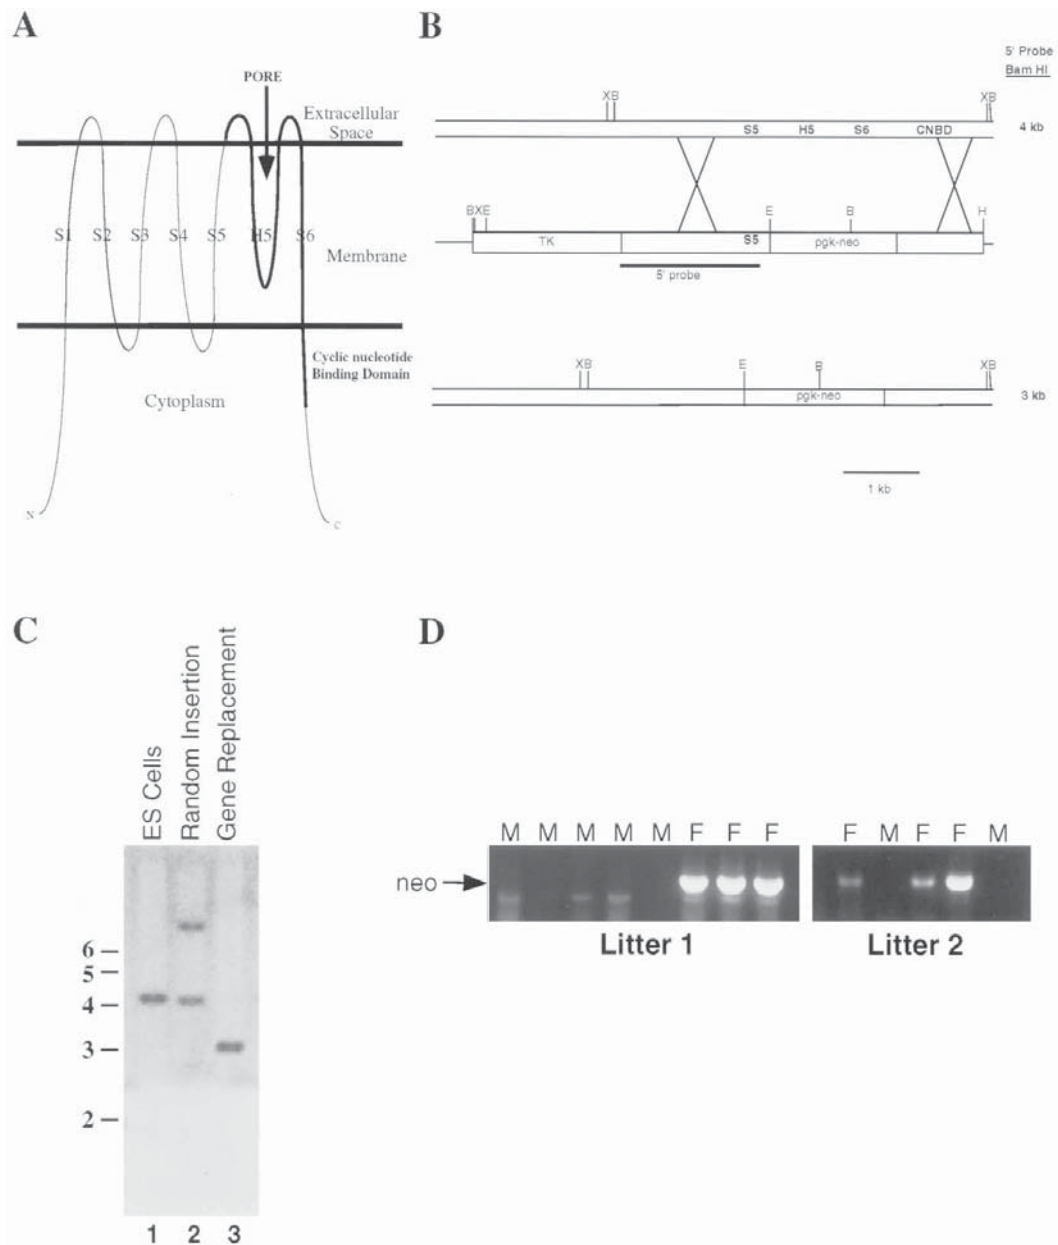 A
PORE
Extracellular
Space
S1 S2 S3 S4 S5 H5 S6
Membrane
Cyclic nucleotide
Binding Domain
Cytoplasm
N
C
B
5' Probe
Bam HI
XB XB
S5 H5 S6 CNBD 4 kb
BXE E B H
TK S5 pgk-neo
5' probe
XB E B XB
pgk-neo 3 kb
1 kb
C
ES Cells
Random Insertion
Gene Replacement
6
5
4
3
2
1 2 3
D
M M M M M F F F F M F F M
neo
Litter 1 Litter 2